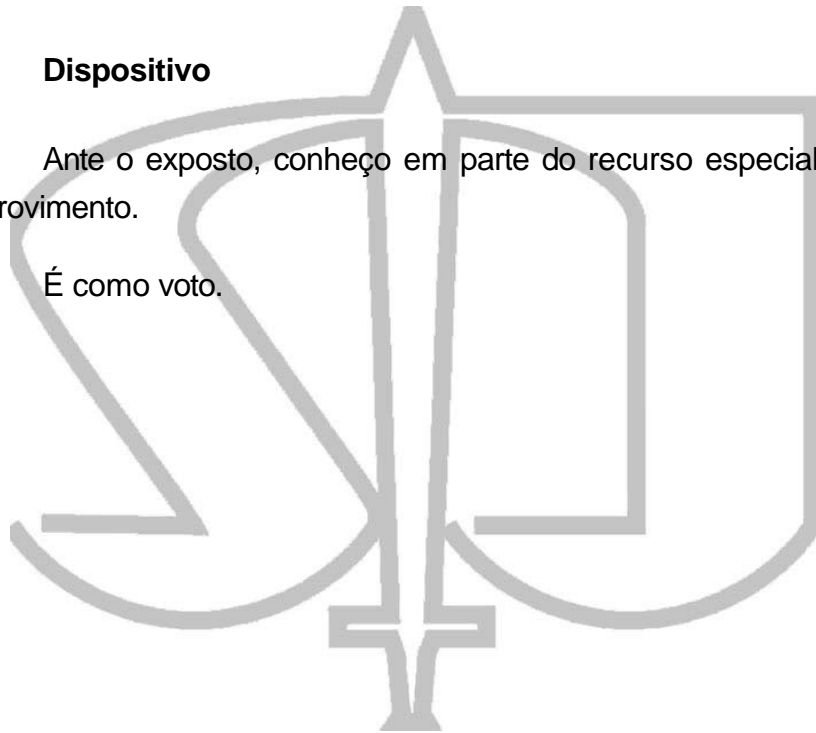 Dispositivo
Ante o exposto, conheço em parte do recurso especial
rovimento.
É como voto.